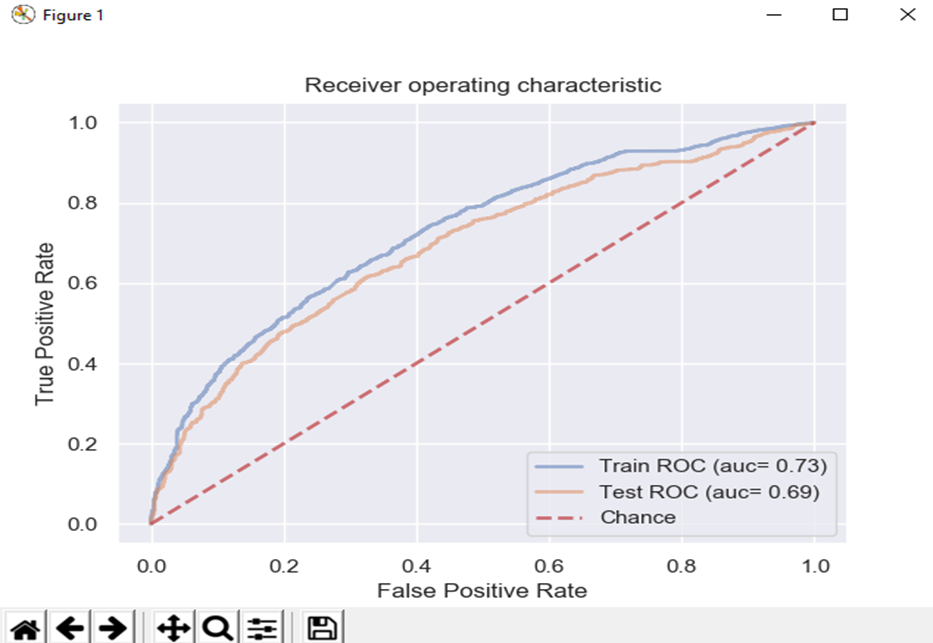 Figure 1
Receiver operating characteristic
1.0
0.8
0.6
0.4
0.2
0.0
True Positive Rate
Train ROC (auc= 0.73)
Test ROC (auc= 0.69)
Chance
0.0 0.2 0.4 0.6 0.8 1.0
False Positive Rate